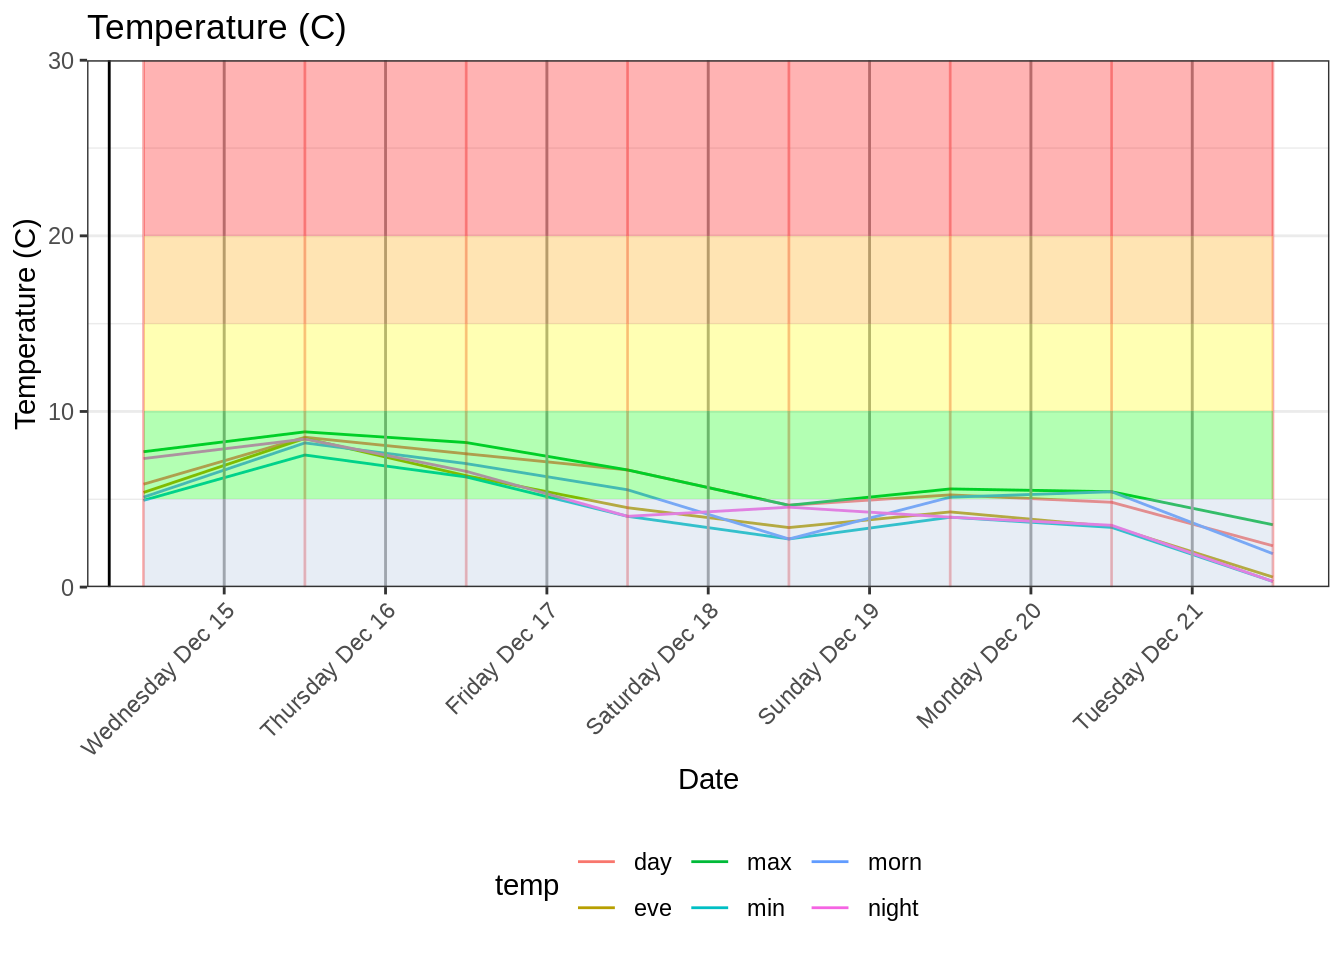 Temperature (C)
30
20
10
0
Temperature (C)
Wednesday Dec 15
Thursday Dec 16
Friday Dec 17
Saturday Dec 18
Sunday Dec 19
Monday Dec 20
Tuesday Dec 21
Date
temp
day
max
morn
eve
min
night